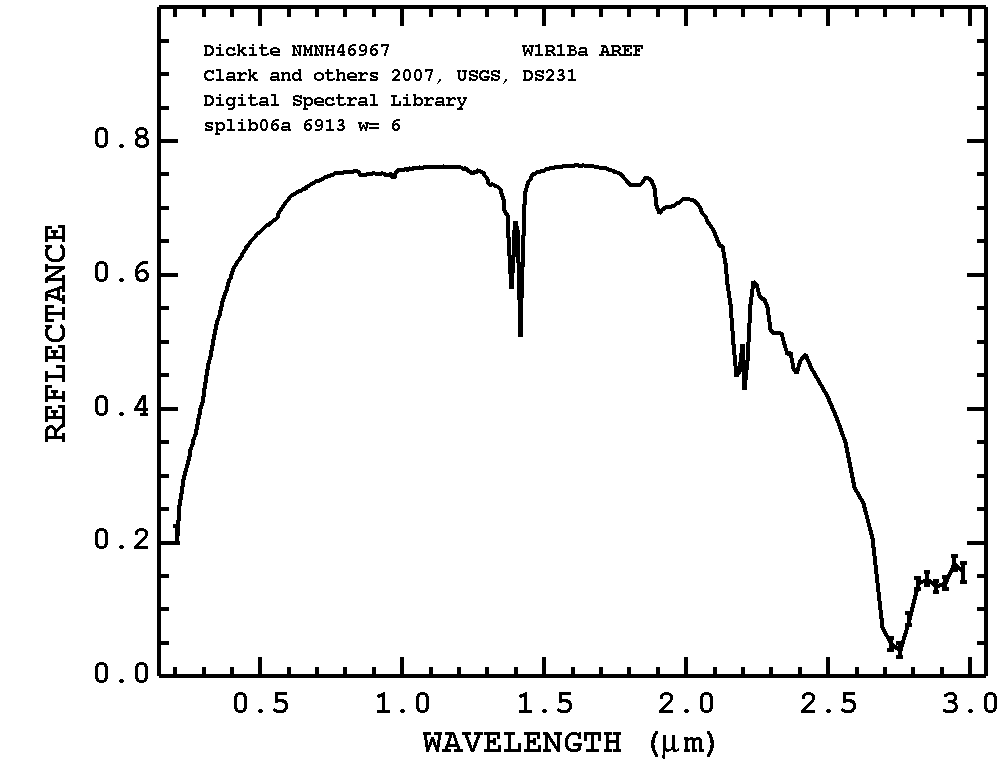 Dickite NMNH46967 W1R1Ba AREF
Clark and others 2007, USGS, DS231
Digital Spectral Library
splib06a 6913 w= 6
0.8
0.6
0.4
0.2
0.0
REFLECTANCE
0.5 1.0 1.5 2.0 2.5 3.0
WAVELENGTH (μm)